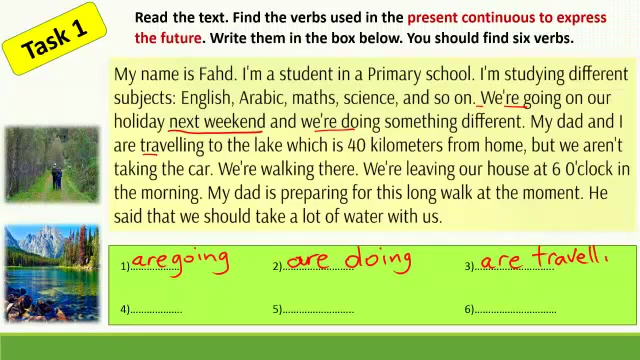 Task 1
Read the text. Find the verbs used in the present continuous to express
the future. Write them in the box below. You should find six verbs.
My name is Fahd. I'm a student in a Primary school. I'm studying different
subjects: English, Arabic, maths, science, and so on. We're going on our
holiday next weekend and we're doing something different. My dad and I
are travelling to the lake which is 40 kilometers from home, but we aren't
taking the car. We're walking there. We're leaving our house at 6 0'clock in
the morning. My dad is preparing for this long walk at the moment. He
said that we should take a lot of water with us.
1)are going 2)are doing 3)are travelli
4).................. 5)........................ 6)...........................